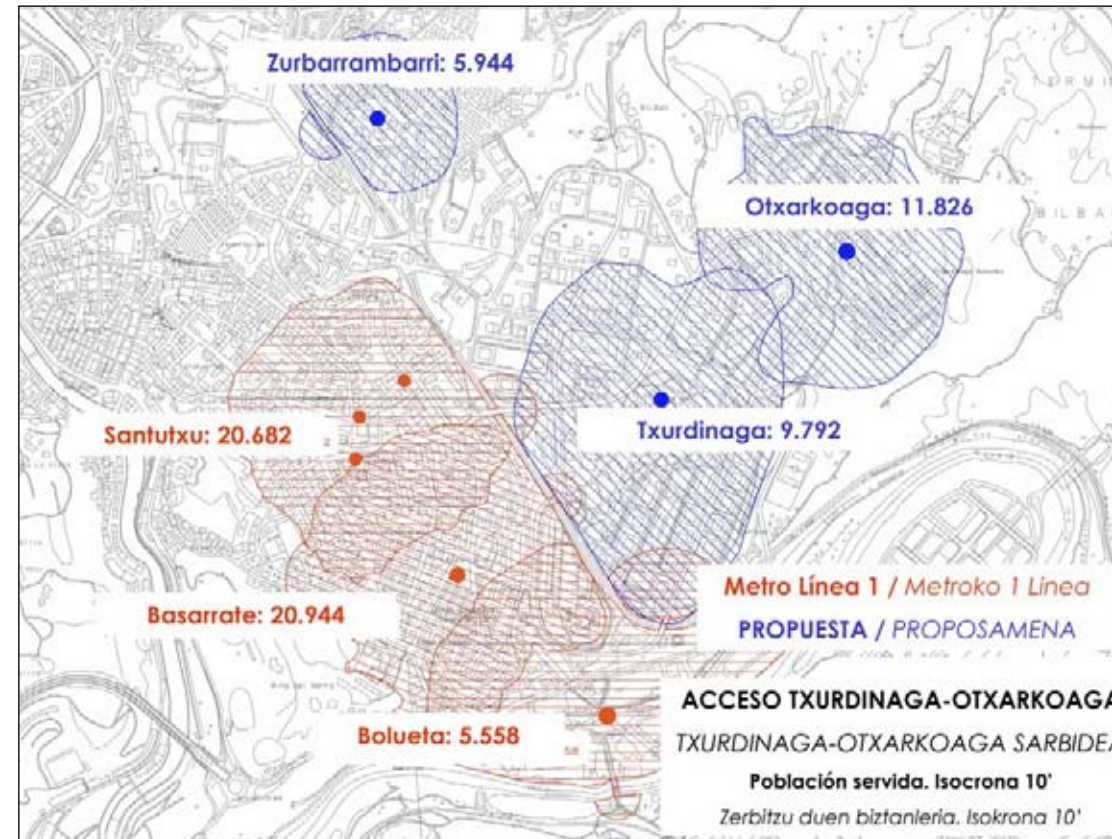 Zurbarrambarri: 5.944
Otxarkoaga: 11.826
Santutxu: 20.682
Txurdinaga: 9.792
Basarrate: 20.944
Metro Línea 1 / Metroko 1 Línea
PROPUESTA / PROPOSAMENA
Bolueta: 5.558
ACCESO TXURDINAGA-OTXARKOAGA
TXURDINAGA-OTXARKOAGA SARBIDEA
Población servida. Isocrona 10'
Zerbitzu duen biztanleria. Isokrona 10'